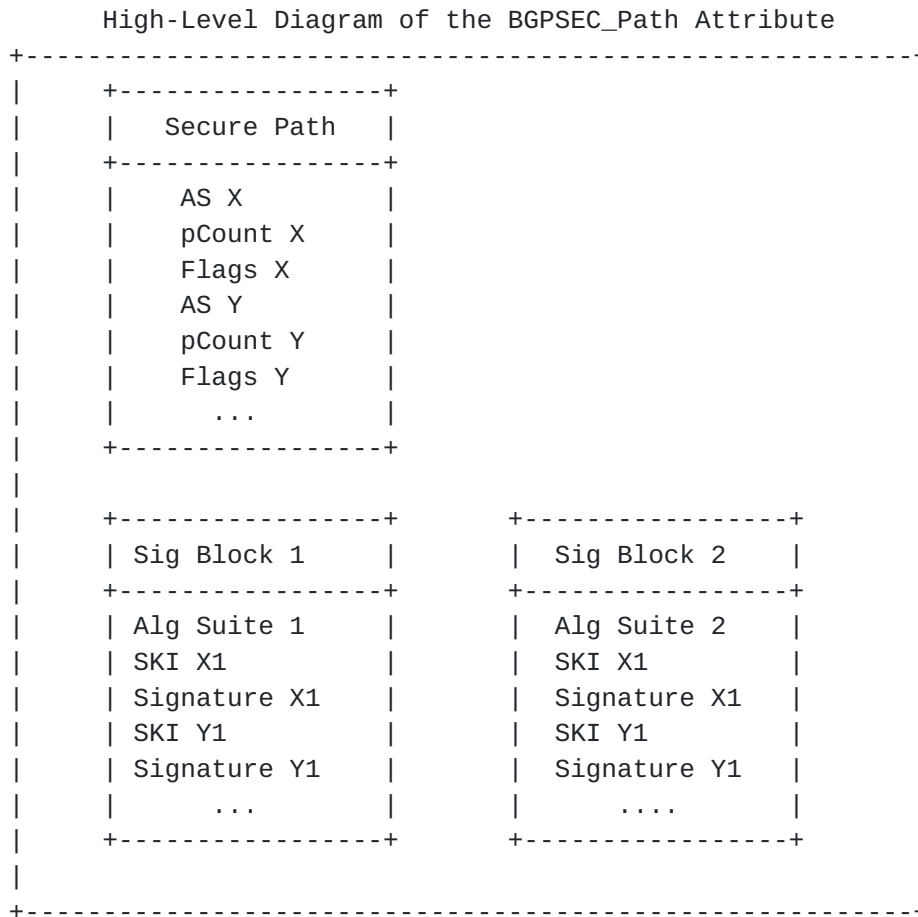 High-Level Diagram of the BGPSEC_Path Attribute
Secure Path
AS X
pCount X
Flags X
AS Y
pCount Y
Flags Y
...
Sig Block 1
Alg Suite 1
SKI X1
Signature X1
SKI Y1
Signature Y1
...
Sig Block 2
Alg Suite 2
SKI X1
Signature X1
SKI Y1
Signature Y1
....